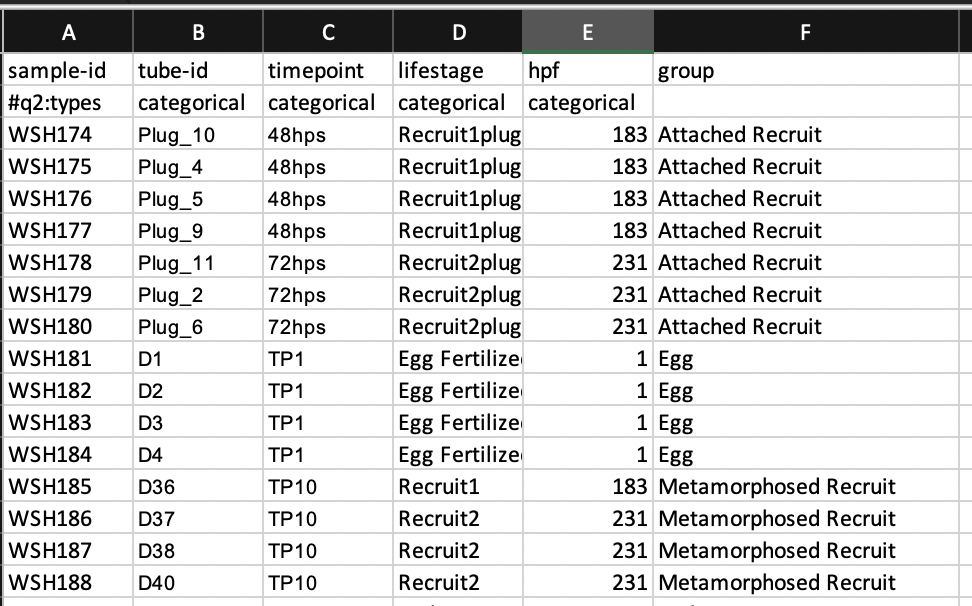 A B C D E F
sample-id tube-id timepoint lifestage hpf group
#q2:types categorical categorical categorical categorical
WSH174 Plug_10 48hps Recruit1plug 183 Attached Recruit
WSH175 Plug_4 48hps Recruit1plug 183 Attached Recruit
WSH176 Plug_5 48hps Recruit1plug 183 Attached Recruit
WSH177 Plug_9 48hps Recruit1plug 183 Attached Recruit
WSH178 Plug_11 72hps Recruit2plug 231 Attached Recruit
WSH179 Plug_2 72hps Recruit2plug 231 Attached Recruit
WSH180 Plug_6 72hps Recruit2plug 231 Attached Recruit
WSH181 D1 TP1 Egg Fertilize 1 Egg
WSH182 D2 TP1 Egg Fertilize 1 Egg
WSH183 D3 TP1 Egg Fertilize 1 Egg
WSH184 D4 TP1 Egg Fertilize 1 Egg
WSH185 D36 TP10 Recruit1 183 Metamorphosed Recruit
WSH186 D37 TP10 Recruit2 231 Metamorphosed Recruit
WSH187 D38 TP10 Recruit2 231 Metamorphosed Recruit
WSH188 D40 TP10 Recruit2 231 Metamorphosed Recruit